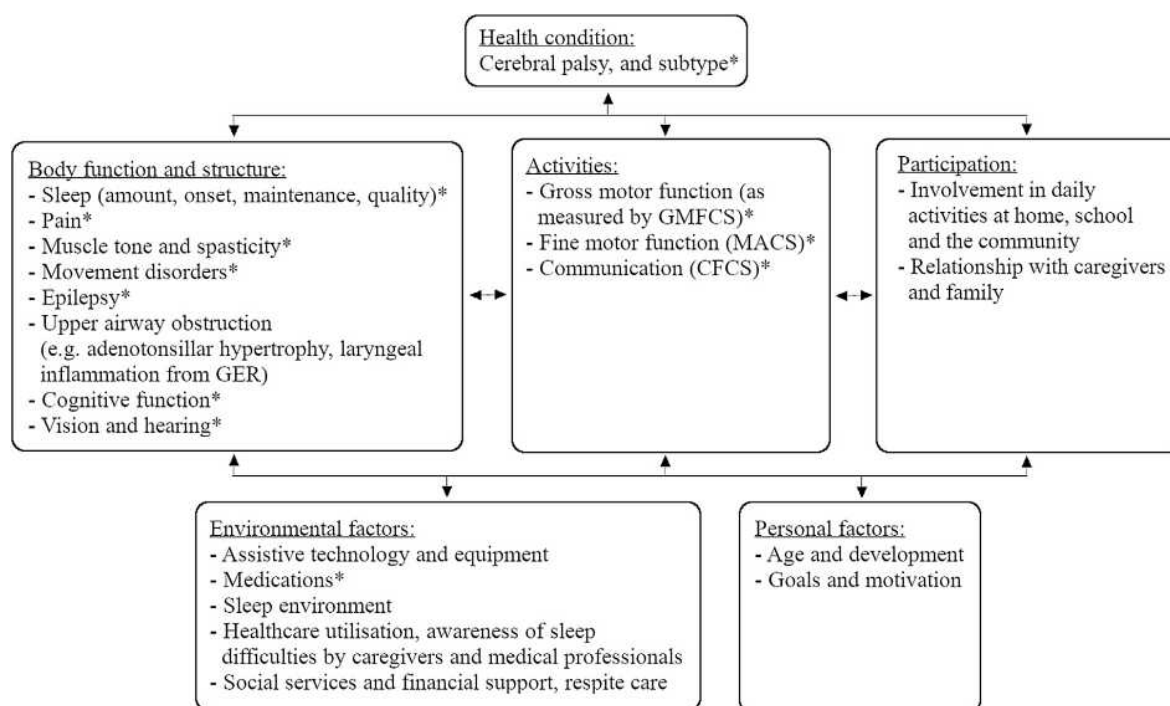 Health condition:
Cerebral palsy, and subtype*
Body function and structure:
- Sleep (amount, onset, maintenance, quality)*
- Pain*
- Muscle tone and spasticity*
- Movement disorders*
- Epilepsy*
- Upper airway obstruction
(e.g. adenotonsillar hypertrophy, laryngeal
inflammation from GER)
- Cognitive function*
- Vision and hearing*
Activities:
- Gross motor function (as
measured by GMFCS)*
- Fine motor function (MACS)*
- Communication (CFCS)*
Participation:
- Involvement in daily
activities at home, school
and the community
- Relationship with caregivers
and family
Environmental factors:
- Assistive technology and equipment
- Medications*
- Sleep environment
- Healthcare utilisation, awareness of sleep
difficulties by caregivers and medical professionals
- Social services and financial support, respite care
Personal factors:
- Age and development
- Goals and motivation